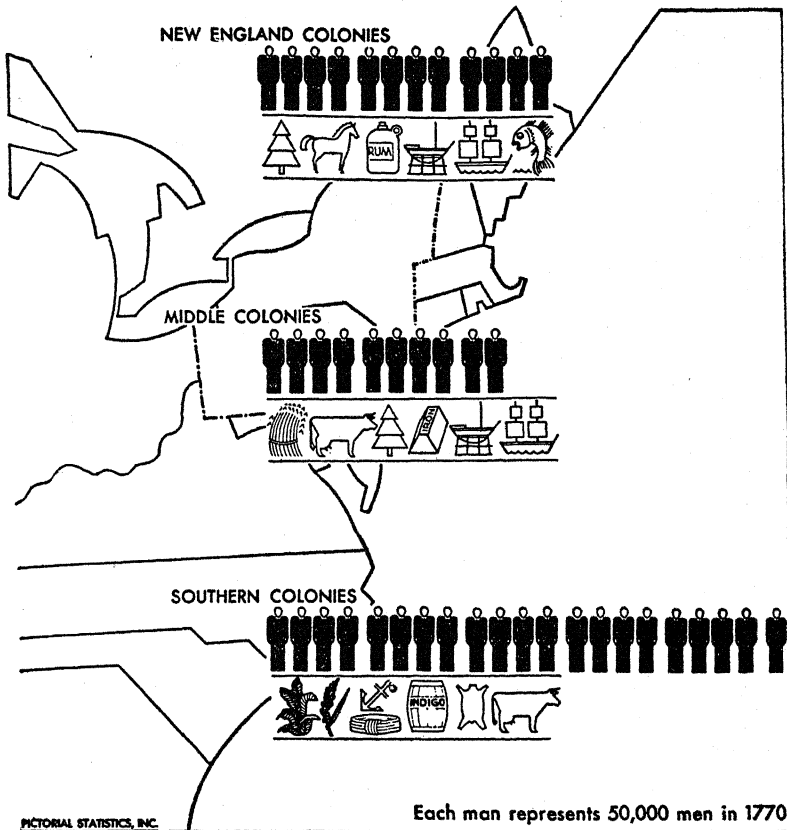 NEW ENGLAND COLONIES
RUM
MIDDLE COLONIES
IRON
SOUTHERN COLONIES
INDIGO
PICTORIAL STATISTICS, INC.
Each man represents 50,000 men in 1770